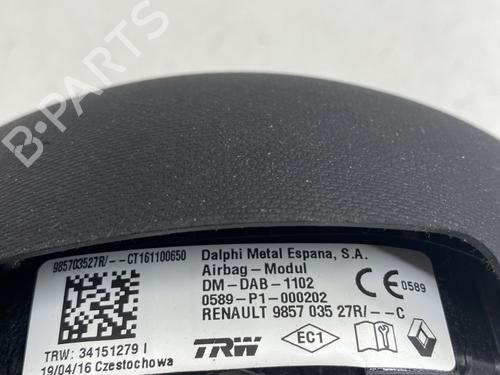 B-PARTS
985703527R/--CT161100650
Dalphi Metal Espana, S.A.
Airbag-Modul
DM-DAB-1102
0589-P1-000202
RENAULT 9857 035 27R/--C
CE 0589
TRW: 34151279 I
19/04/16 Czestochowa
TRW
EC1